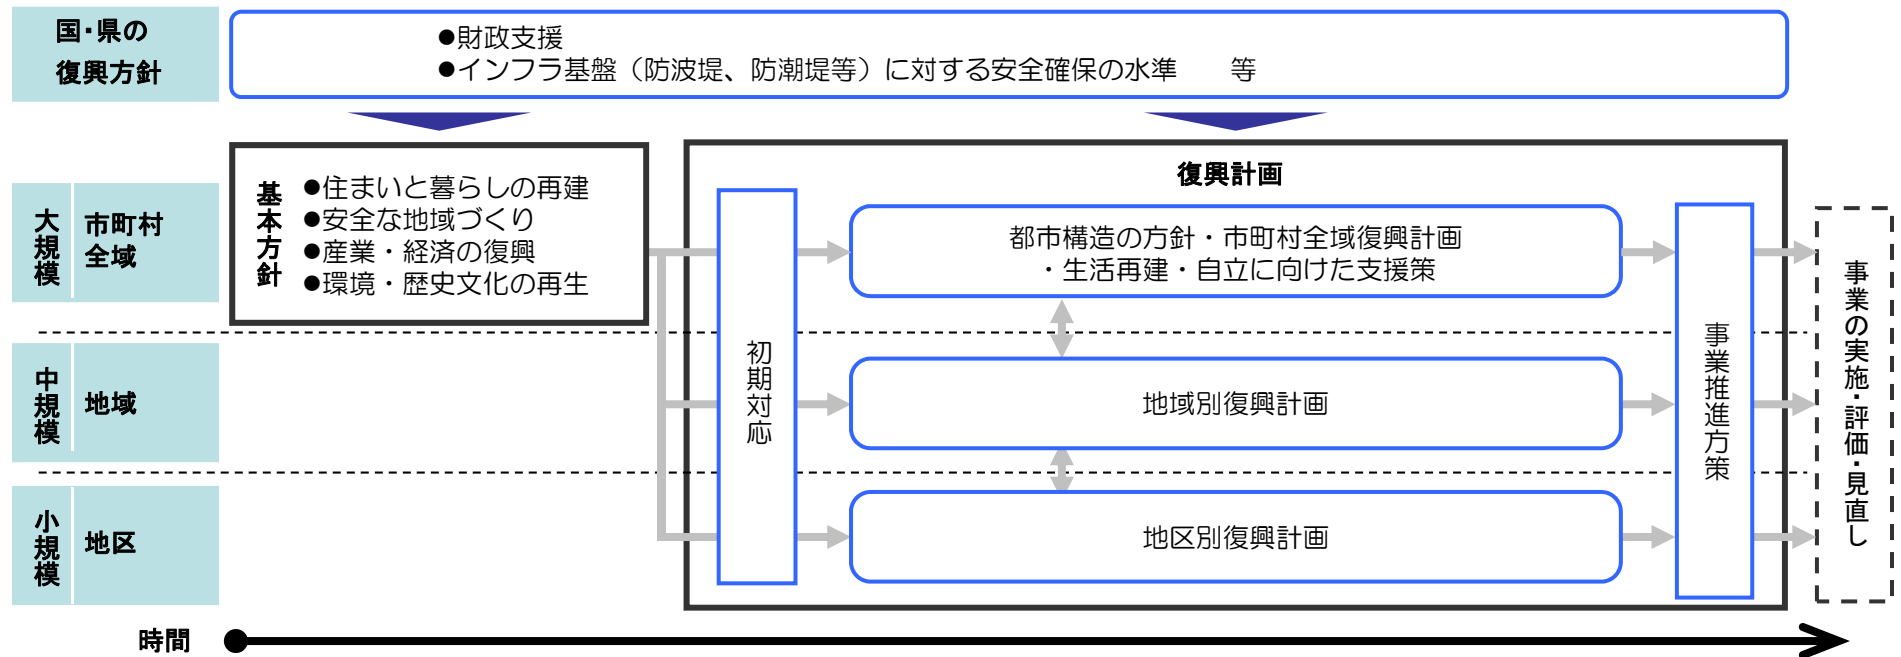 国・県の
復興方針
●財政支援
●インフラ基盤（防波堤、防潮堤等）に対する安全確保の水準　　等
大規模
市町村
全域
基本方針
●住まいと暮らしの再建
●安全な地域づくり
●産業・経済の復興
●環境・歴史文化の再生
復興計画
初期対応
都市構造の方針・市町村全域復興計画
・生活再建・自立に向けた支援策
事業推進方策
事業の実施・評価・見直し
中規模
地域
地域別復興計画
小規模
地区
地区別復興計画
時間